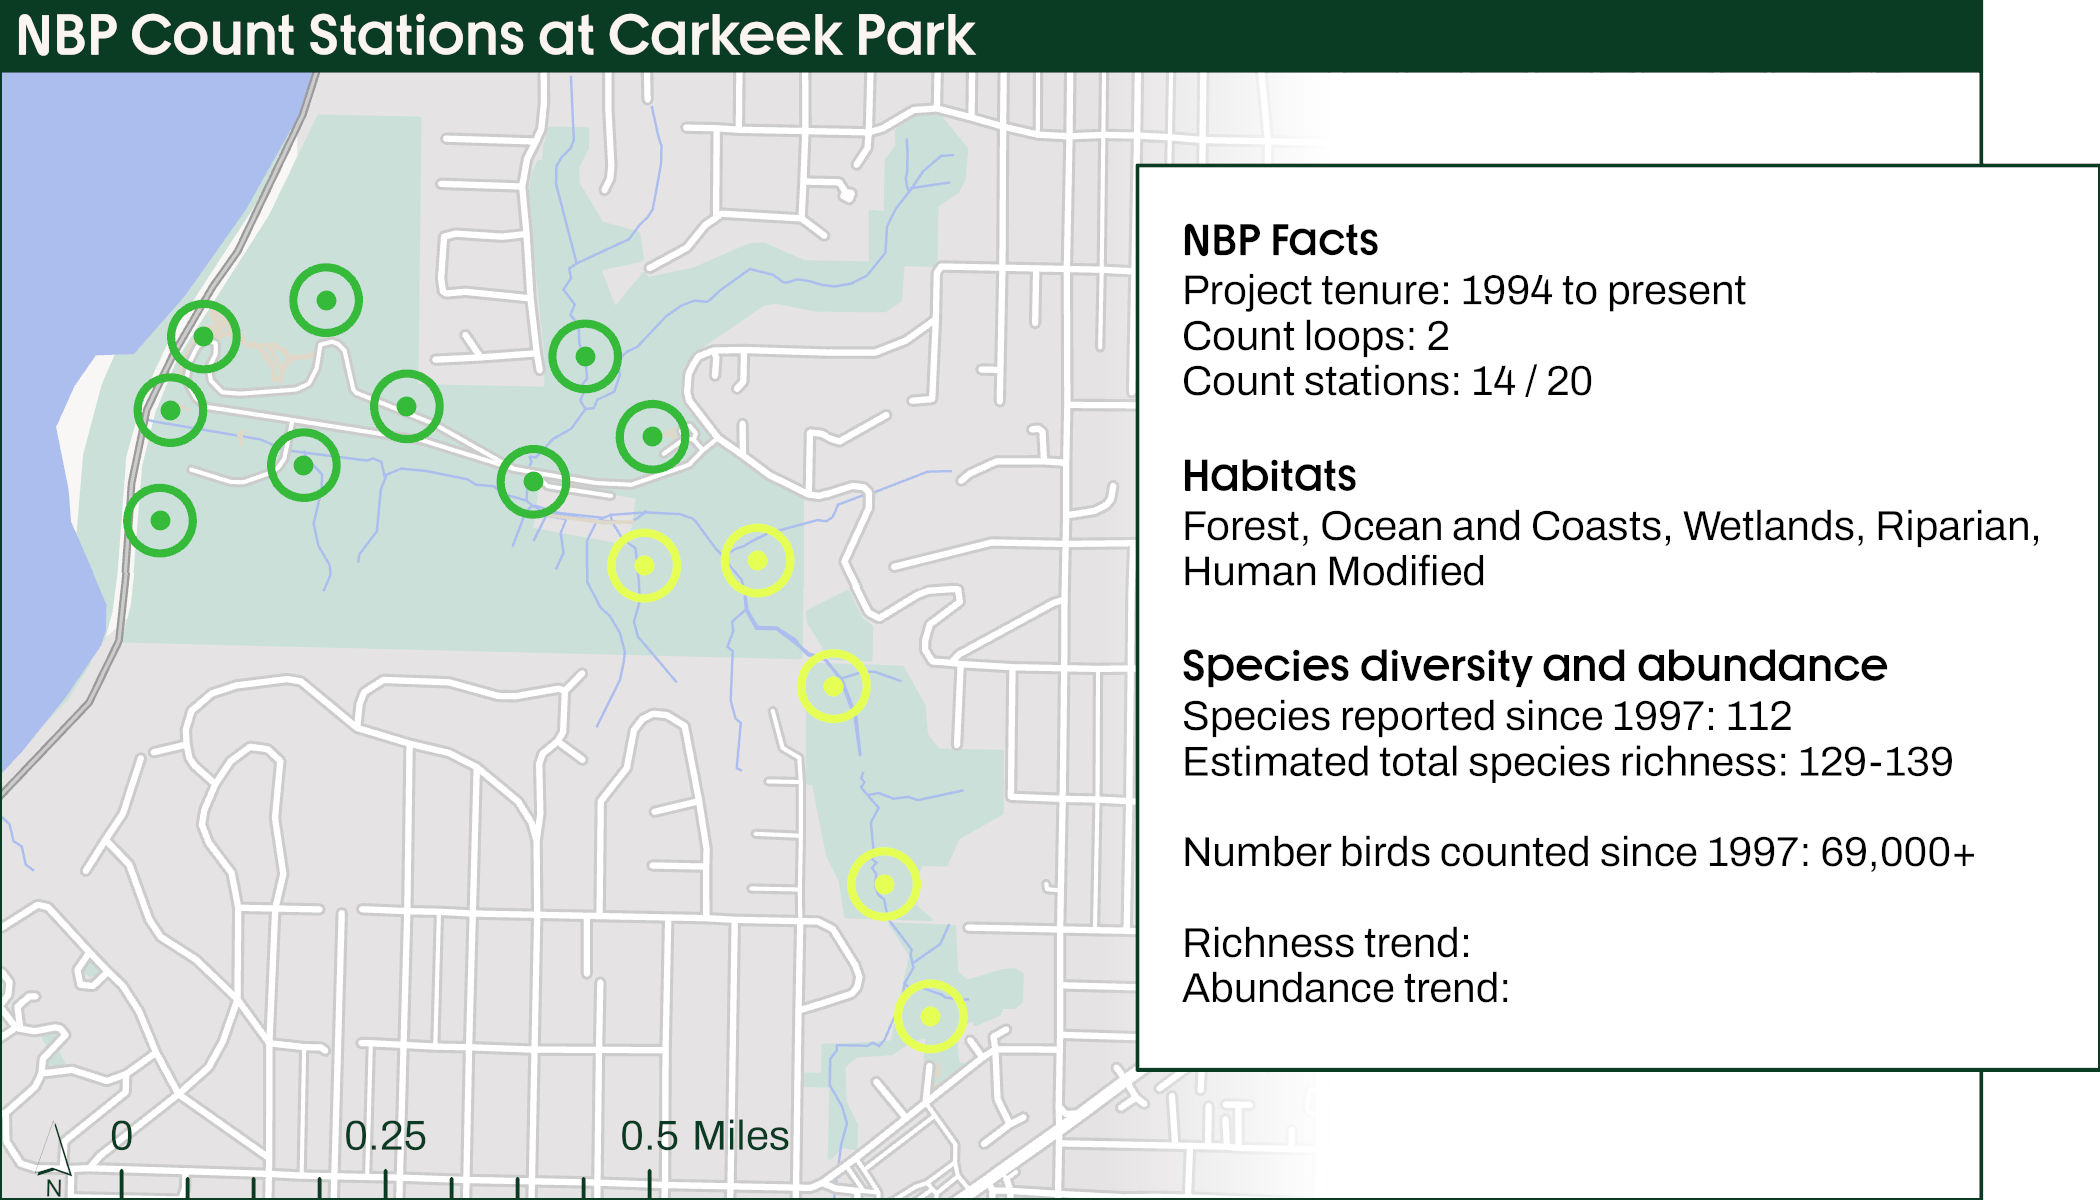 NBP Count Stations at Carkeek Park
NBP Facts
Project tenure: 1994 to present
Count loops: 2
Count stations: 14 / 20
Habitats
Forest, Ocean and Coasts, Wetlands, Riparian,
Human Modified
Species diversity and abundance
Species reported since 1997: 112
Estimated total species richness: 129-139
Number birds counted since 1997: 69,000+
Richness trend:
Abundance trend:
0 0.25 0.5 Miles
N